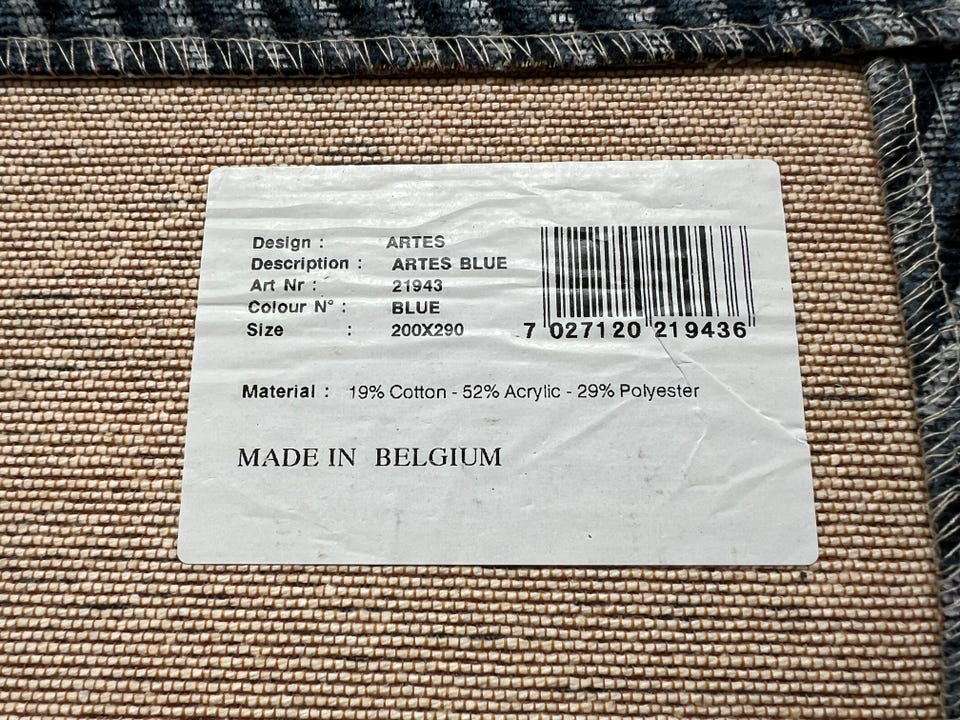 Design : ARTES
Description : ARTES BLUE
Art Nr : 21943
Colour N° : BLUE
Size : 200X290
7 027120 219436
Material : 19% Cotton - 52% Acrylic - 29% Polyester
MADE IN BELGIUM